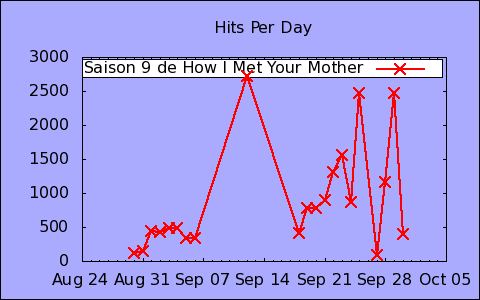 Hits Per Day
Saison 9 de How I Met Your Mother
3000
2500
2000
1500
1000
500
0
Aug 24 Aug 31 Sep 07 Sep 14 Sep 21 Sep 28 Oct 05